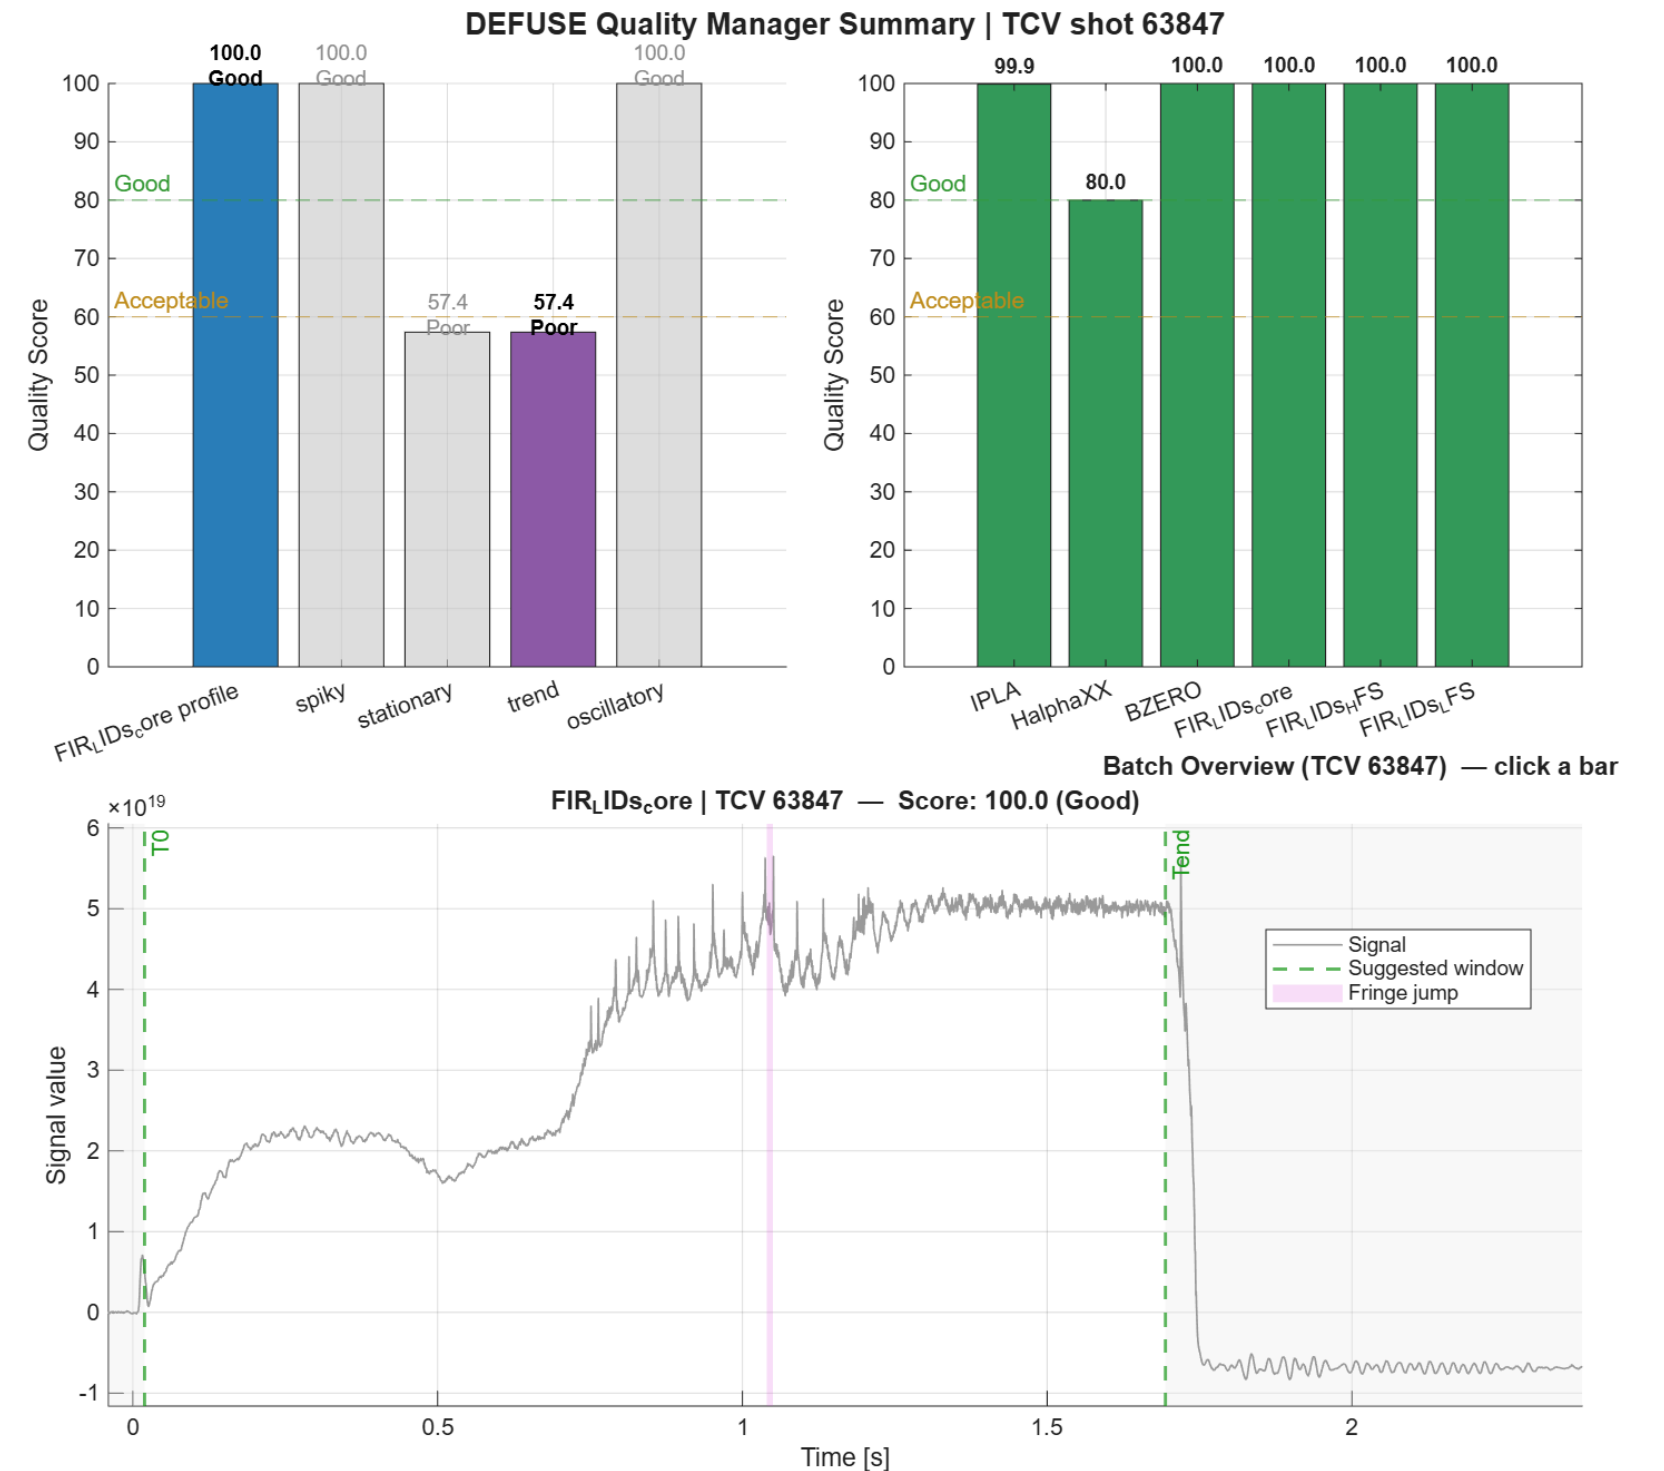 DEFUSE Quality Manager Summary | TCV shot 63847
100.0
Good
100.0
Good
57.4
Poor
57.4
Poor
100.0
Good
Good
Acceptable
100
90
80
70
60
50
40
30
20
10
0
Quality Score
FIR_LIDs_core profile
spiky
stationary
trend
oscillatory
99.9
80.0
100.0
100.0
100.0
100.0
Good
Acceptable
100
90
80
70
60
50
40
30
20
10
0
Quality Score
IPLA
HalphaXX
BZERO
FIR_LIDs_core
FIR_LIDs_HFS
FIR_LIDs_LFS
Batch Overview (TCV 63847) — click a bar
FIR_LIDs_core | TCV 63847 — Score: 100.0 (Good)
×10^19
6
5
4
3
2
1
0
-1
Signal value
T0
Tend
Signal
Suggested window
Fringe jump
0
0.5
1
1.5
2
Time [s]